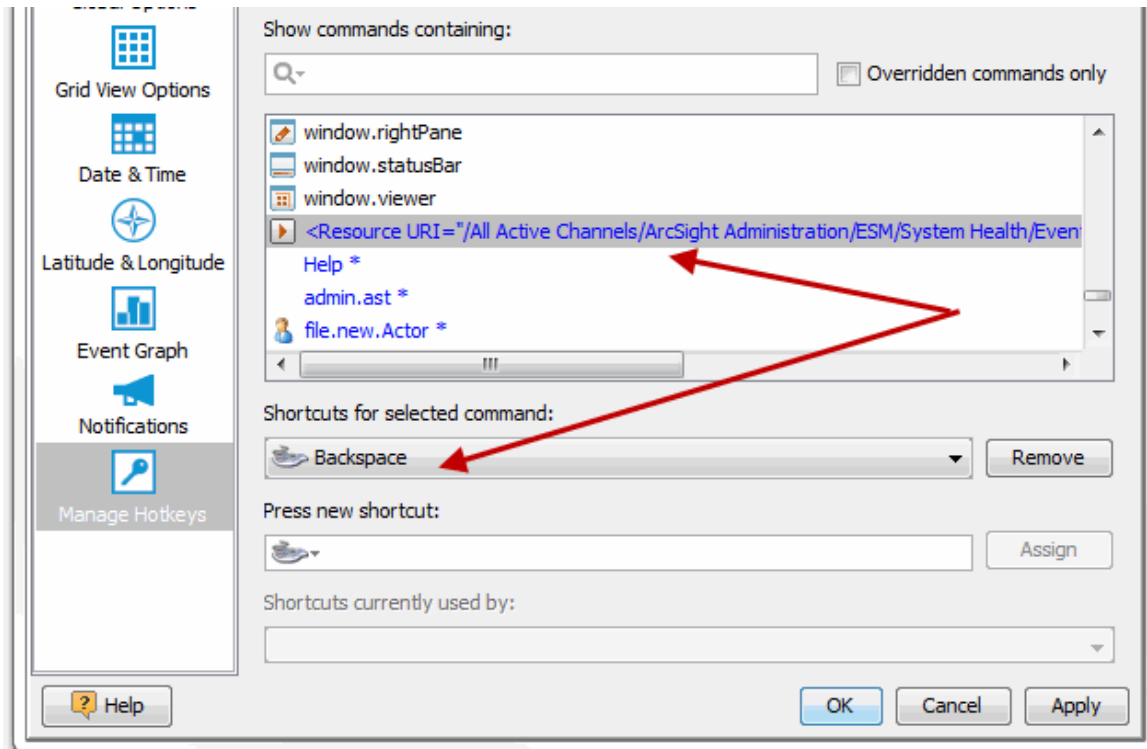 Global Options
Grid View Options
Date & Time
Latitude & Longitude
Event Graph
Notifications
Manage Hotkeys
Show commands containing:
Overridden commands only
window.rightPane
window.statusBar
window.viewer
<Resource URI="/All Active Channels/ArcSight Administration/ESM/System Health/Even
Help *
admin.ast *
file.new.Actor *
Shortcuts for selected command:
Backspace
Remove
Press new shortcut:
Assign
Shortcuts currently used by:
Help
OK
Cancel
Apply